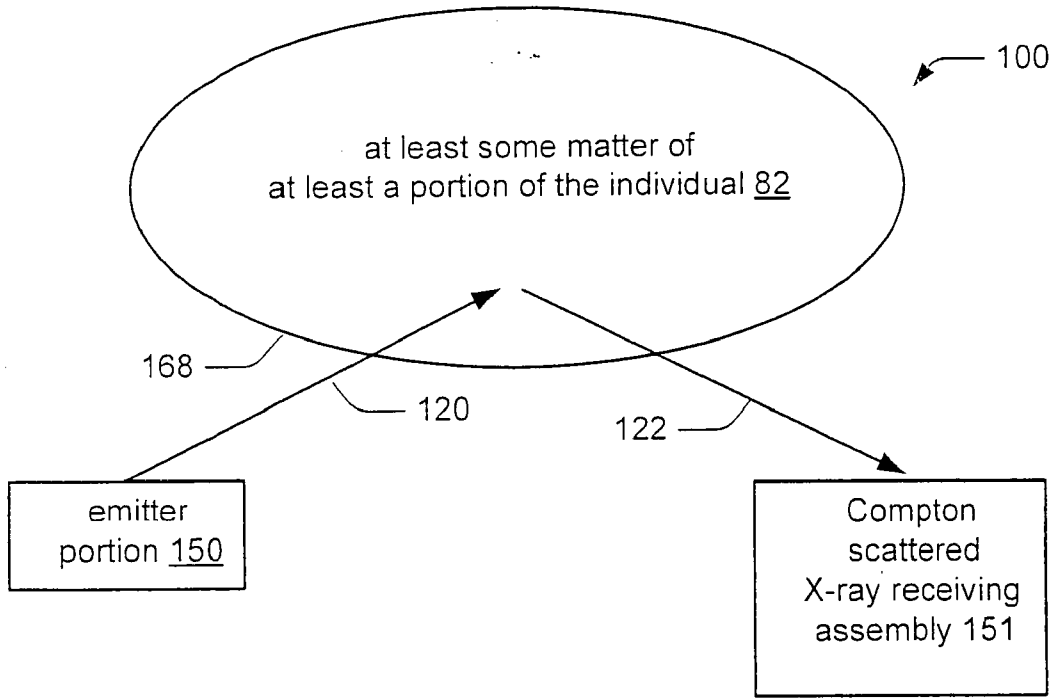 100
at least some matter of
at least a portion of the individual 82
168
120
122
emitter
portion 150
Compton
scattered
X-ray receiving
assembly 151